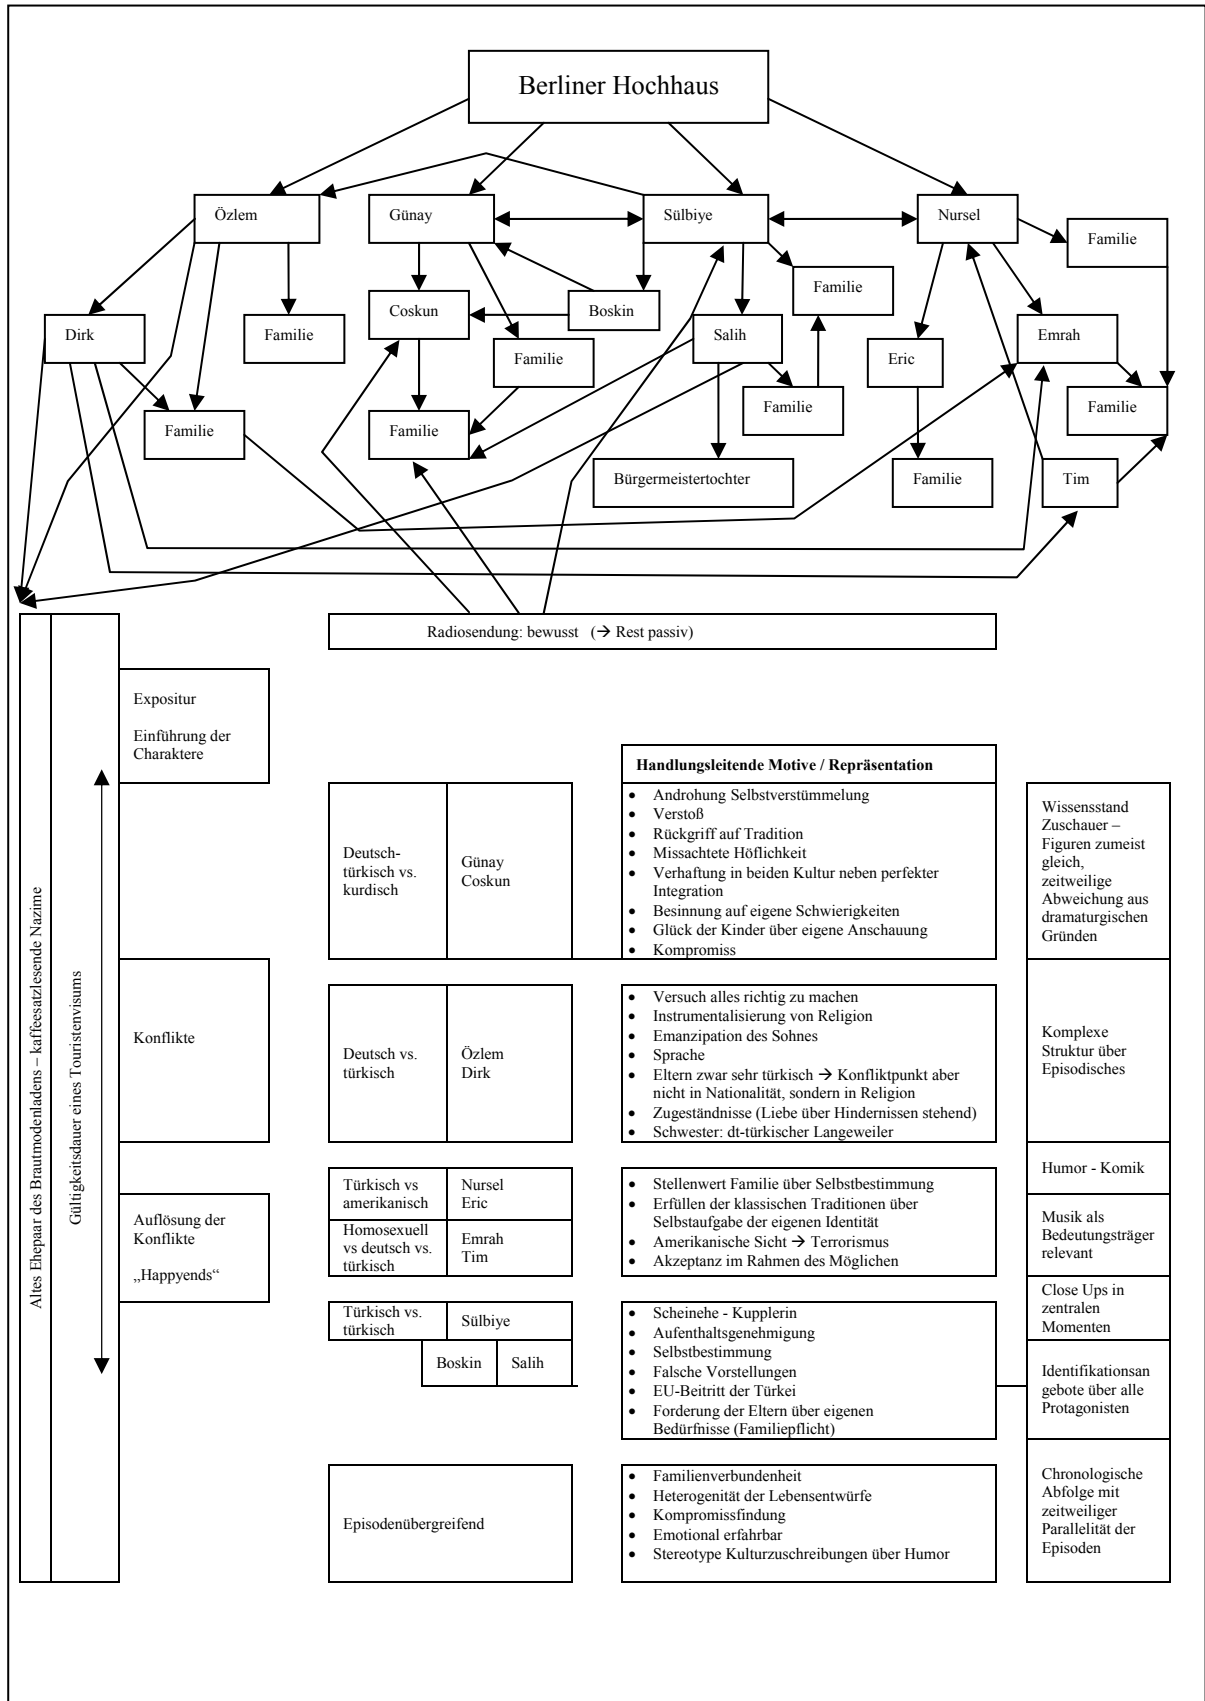 Berliner Hochhaus
Özlem
Günay
Sülbiye
Nursel
Familie
Familie
Coskun
Boskin
Dirk
Familie
Familie
Salih
Eric
Emrah
Familie
Familie
Familie
Familie
Bürgermeistertochter
Familie
Tim
Radiosendung: bewusst (→ Rest passiv)
Altes Ehepaar des Brautmodenladens – kaffeesatzlesende Nazime
Gültigkeitsdauer eines Touristenvisums
Expositur
Einführung der
Charaktere
Konflikte
Auflösung der
Konflikte
„Happyends“
Handlungsleitende Motive / Repräsentation
Deutsch-
türkisch vs.
kurdisch
Günay
Coskun
• Androhung Selbstverstümmelung
• Verstoß
• Rückgriff auf Tradition
• Missachtete Höflichkeit
• Verhaftung in beiden Kultur neben perfekter
Integration
• Besinnung auf eigene Schwierigkeiten
• Glück der Kinder über eigene Anschauung
• Kompromiss
Deutsch vs.
türkisch
Özlem
Dirk
• Versuch alles richtig zu machen
• Instrumentalisierung von Religion
• Emanzipation des Sohnes
• Sprache
• Eltern zwar sehr türkisch → Konfliktpunkt aber
nicht in Nationalität, sondern in Religion
• Zugeständnisse (Liebe über Hindernissen stehend)
• Schwester: dt-türkischer Langeweiler
Türkisch vs
amerikanisch
Nursel
Eric
Homosexuell
vs deutsch vs.
türkisch
Emrah
Tim
• Stellenwert Familie über Selbstbestimmung
• Erfüllen der klassischen Traditionen über
Selbstaufgabe der eigenen Identität
• Amerikanische Sicht → Terrorismus
• Akzeptanz im Rahmen des Möglichen
Türkisch vs.
türkisch
Sülbiye
Boskin
Salih
• Scheinehe - Kupplerin
• Aufenthaltsgenehmigung
• Selbstbestimmung
• Falsche Vorstellungen
• EU-Beitritt der Türkei
• Forderung der Eltern über eigenen
Bedürfnisse (Familiepflicht)
Episodenübergreifend
• Familienverbundenheit
• Heterogenität der Lebensentwürfe
• Kompromissfindung
• Emotional erfahrbar
• Stereotype Kulturzuschreibungen über Humor
Wissensstand
Zuschauer –
Figuren zumeist
gleich,
zeitweilige
Abweichung aus
dramaturgischen
Gründen
Komplexe
Struktur über
Episodisches
Humor - Komik
Musik als
Bedeutungsträger
relevant
Close Ups in
zentralen
Momenten
Identifikationsan
gebote über alle
Protagonisten
Chronologische
Abfolge mit
zeitweiliger
Parallelität der
Episoden